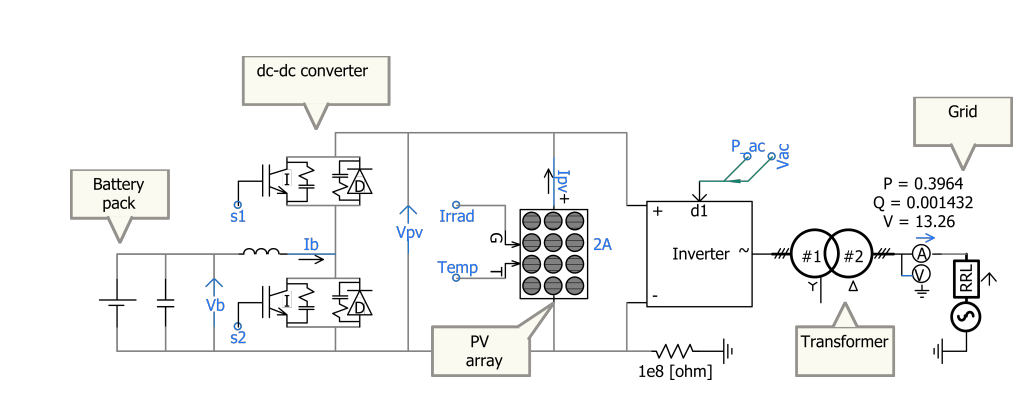 dc-dc converter
Grid
Battery
pack
P_ac
Vac
P = 0.3964
Q = 0.001432
V = 13.26
I
D
s1
Ipv
+
Irrad
G
Vpv
2A
+
d1
Inverter
~
Ib
Temp
T
#1
#2
A
V
RRL
Vb
I
D
s2
-
Y
Δ
S
PV
array
1e8 [ohm]
Transformer